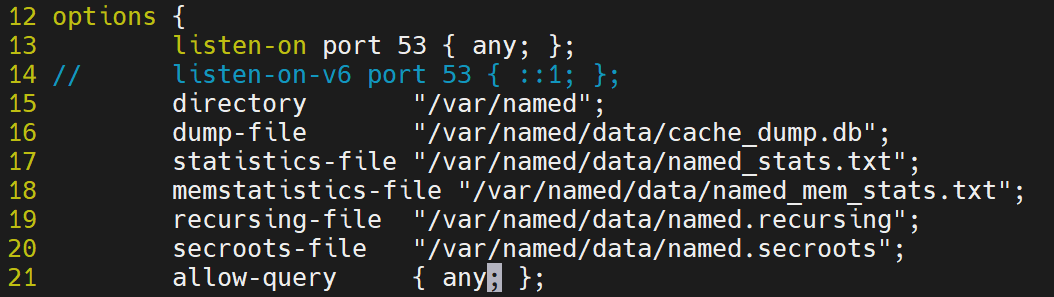 12 options {
13         listen-on port 53 { any; };
14 //      listen-on-v6 port 53 { ::1; };
15         directory       "/var/named";
16         dump-file       "/var/named/data/cache_dump.db";
17         statistics-file "/var/named/data/named_stats.txt";
18         memstatistics-file "/var/named/data/named_mem_stats.txt";
19         recursing-file  "/var/named/data/named.recursing";
20         secroots-file   "/var/named/data/named.secroots";
21         allow-query     { any; };